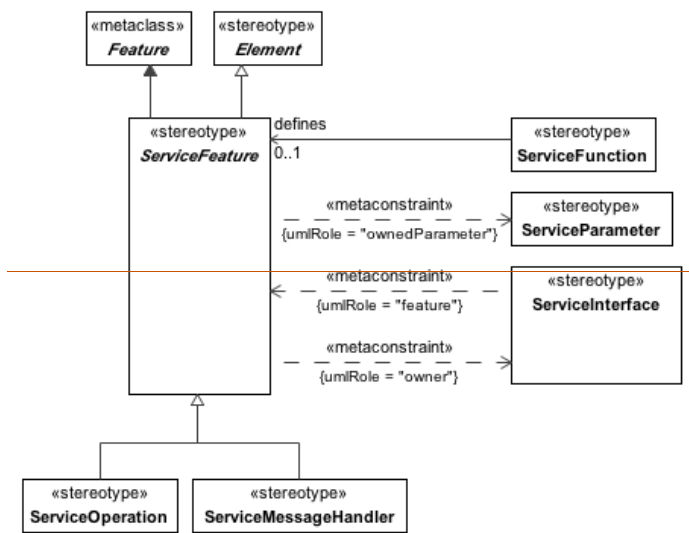 «metaclass»
Feature
«stereotype»
Element
«stereotype»
ServiceFeature
defines
0..1
«stereotype»
ServiceFunction
«metaconstraint»
{umlRole = "ownedParameter"}
«stereotype»
ServiceParameter
«metaconstraint»
{umlRole = "feature"}
«stereotype»
ServiceInterface
«metaconstraint»
{umlRole = "owner"}
«stereotype»
ServiceOperation
«stereotype»
ServiceMessageHandler